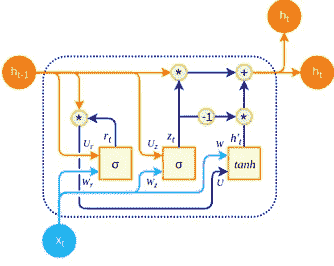 h_t
h_{t-1}
h_t
* +
* -1 *
r_t z_t h'_t
U_r U_z W
σ σ tanh
W_r W_z U
x_t